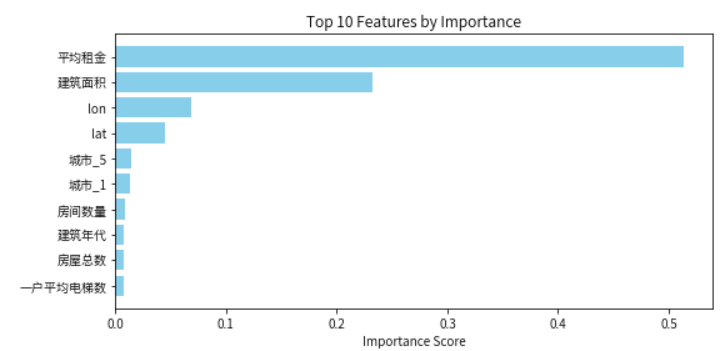 Top 10 Features by Importance
平均租金
建筑面积
lon
lat
城市_5
城市_1
房间数量
建筑年代
房屋总数
一户平均电梯数
0.0 0.1 0.2 0.3 0.4 0.5
Importance Score